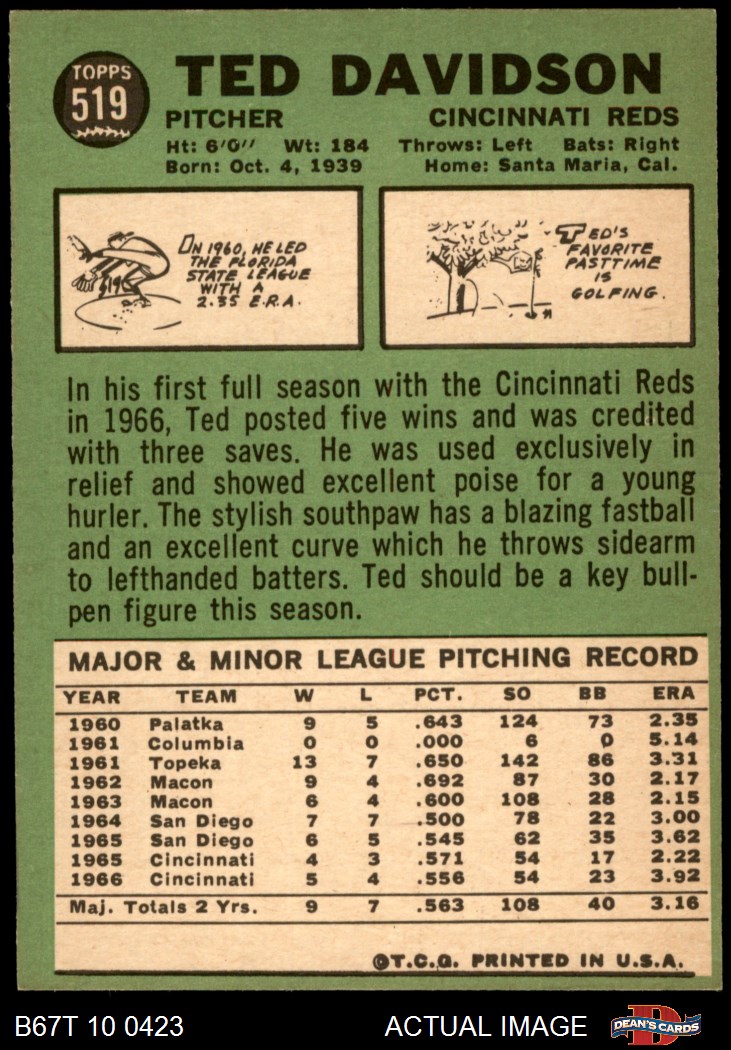 TOPPS
519
TED DAVIDSON
PITCHER CINCINNATI REDS
Ht: 6'0" Wt: 184 Throws: Left Bats: Right
Born: Oct. 4, 1939 Home: Santa Maria, Cal.
IN 1960, HE LED
THE FLORIDA
STATE LEAGUE
WITH A
2.35 E.R.A.
TED'S
FAVORITE
PASTTIME
IS
GOLFING.
In his first full season with the Cincinnati Reds
in 1966, Ted posted five wins and was credited
with three saves. He was used exclusively in
relief and showed excellent poise for a young
hurler. The stylish southpaw has a blazing fastball
and an excellent curve which he throws sidearm
to lefthanded batters. Ted should be a key bull-
pen figure this season.
MAJOR & MINOR LEAGUE PITCHING RECORD
YEAR TEAM W L PCT. SO BB ERA
1960 Palatka 9 5 .643 124 73 2.35
1961 Columbia 0 0 .000 6 0 5.14
1961 Topeka 13 7 .650 142 86 3.31
1962 Macon 9 4 .692 87 30 2.17
1963 Macon 6 4 .600 108 28 2.15
1964 San Diego 7 7 .500 78 22 3.00
1965 San Diego 6 5 .545 62 35 3.62
1965 Cincinnati 4 3 .571 54 17 2.22
1966 Cincinnati 5 4 .556 54 23 3.92
Maj. Totals 2 Yrs. 9 7 .563 108 40 3.16
©T.C.G. PRINTED IN U.S.A.
B67T 10 0423 ACTUAL IMAGE
D
DEAN'S CARDS